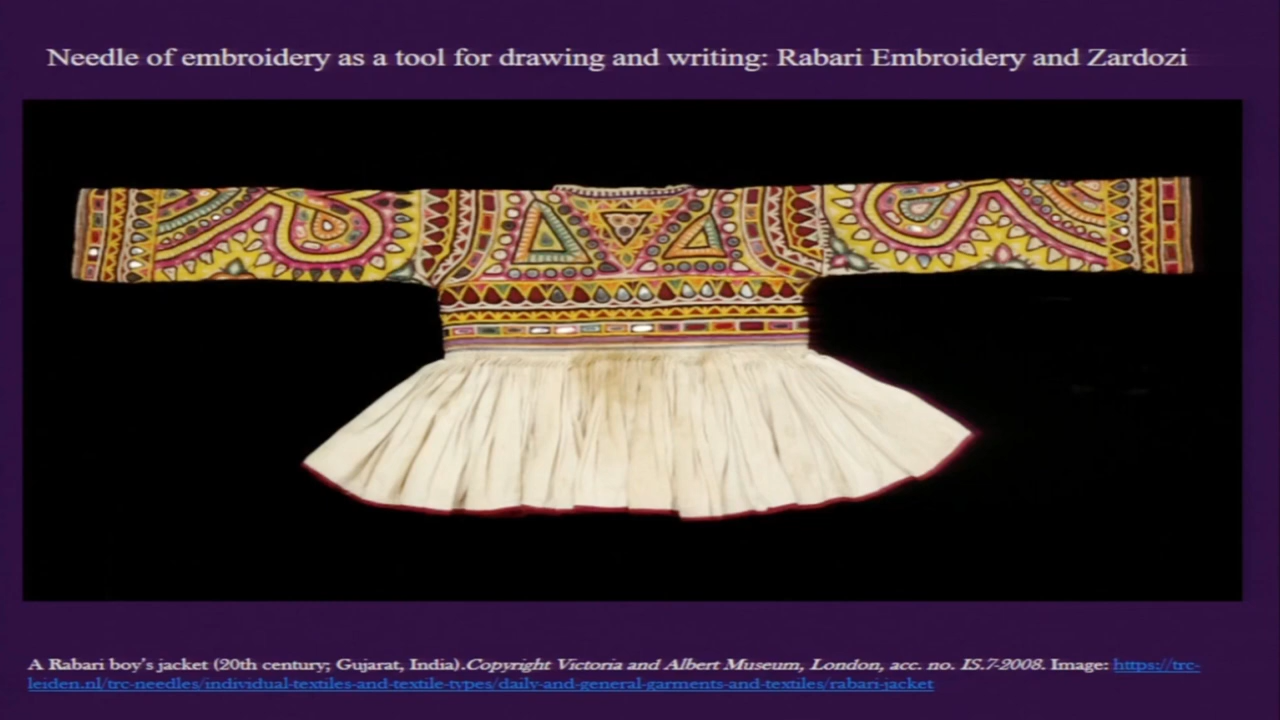 Needle of embroidery as a tool for drawing and writing: Rabari Embroidery and Zardozi
A Rabari boy's jacket (20th century; Gujarat, India).Copyright Victoria and Albert Museum, London, acc. no. IS.7-2008. Image: https://trc-
leiden.nl/trc-needles/individual-textiles-and-textile-types/daily-and-general-garments-and-textiles/rabari-jacket